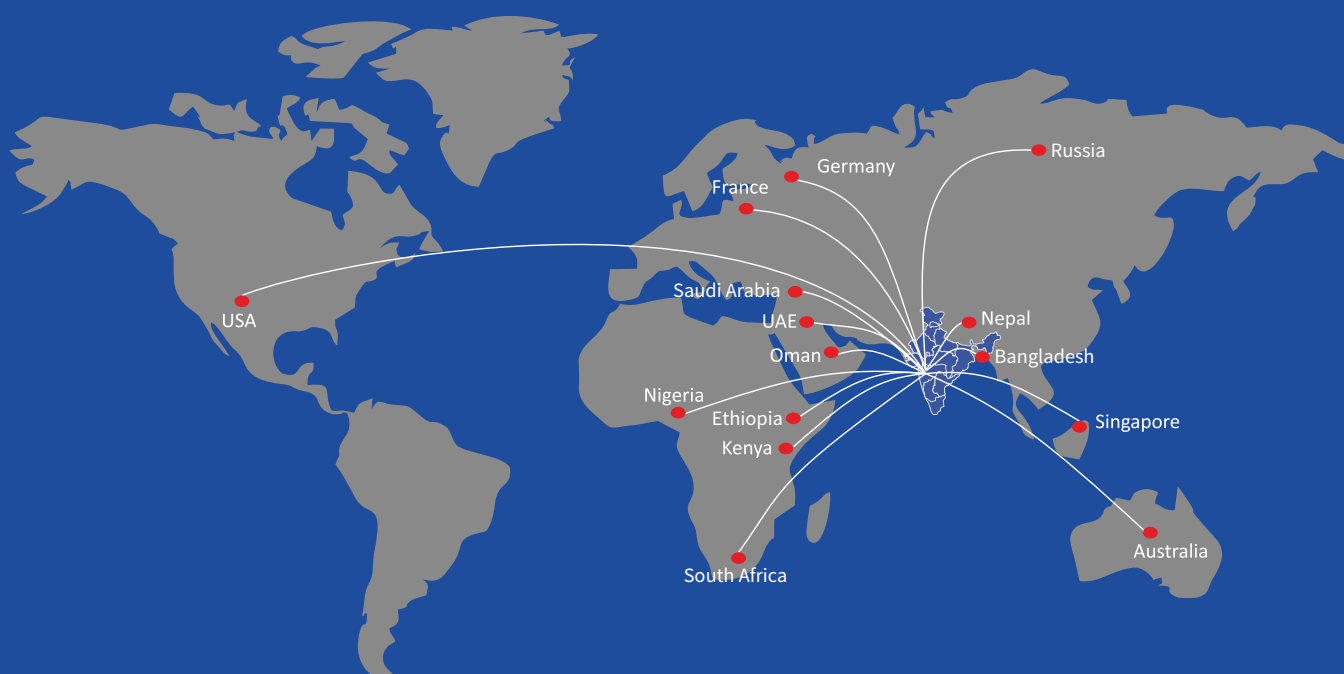 Russia
Germany
France
Saudi Arabia
USA
UAE
Nepal
Oman
Bangladesh
Nigeria
Ethiopia
Singapore
Kenya
Australia
South Africa